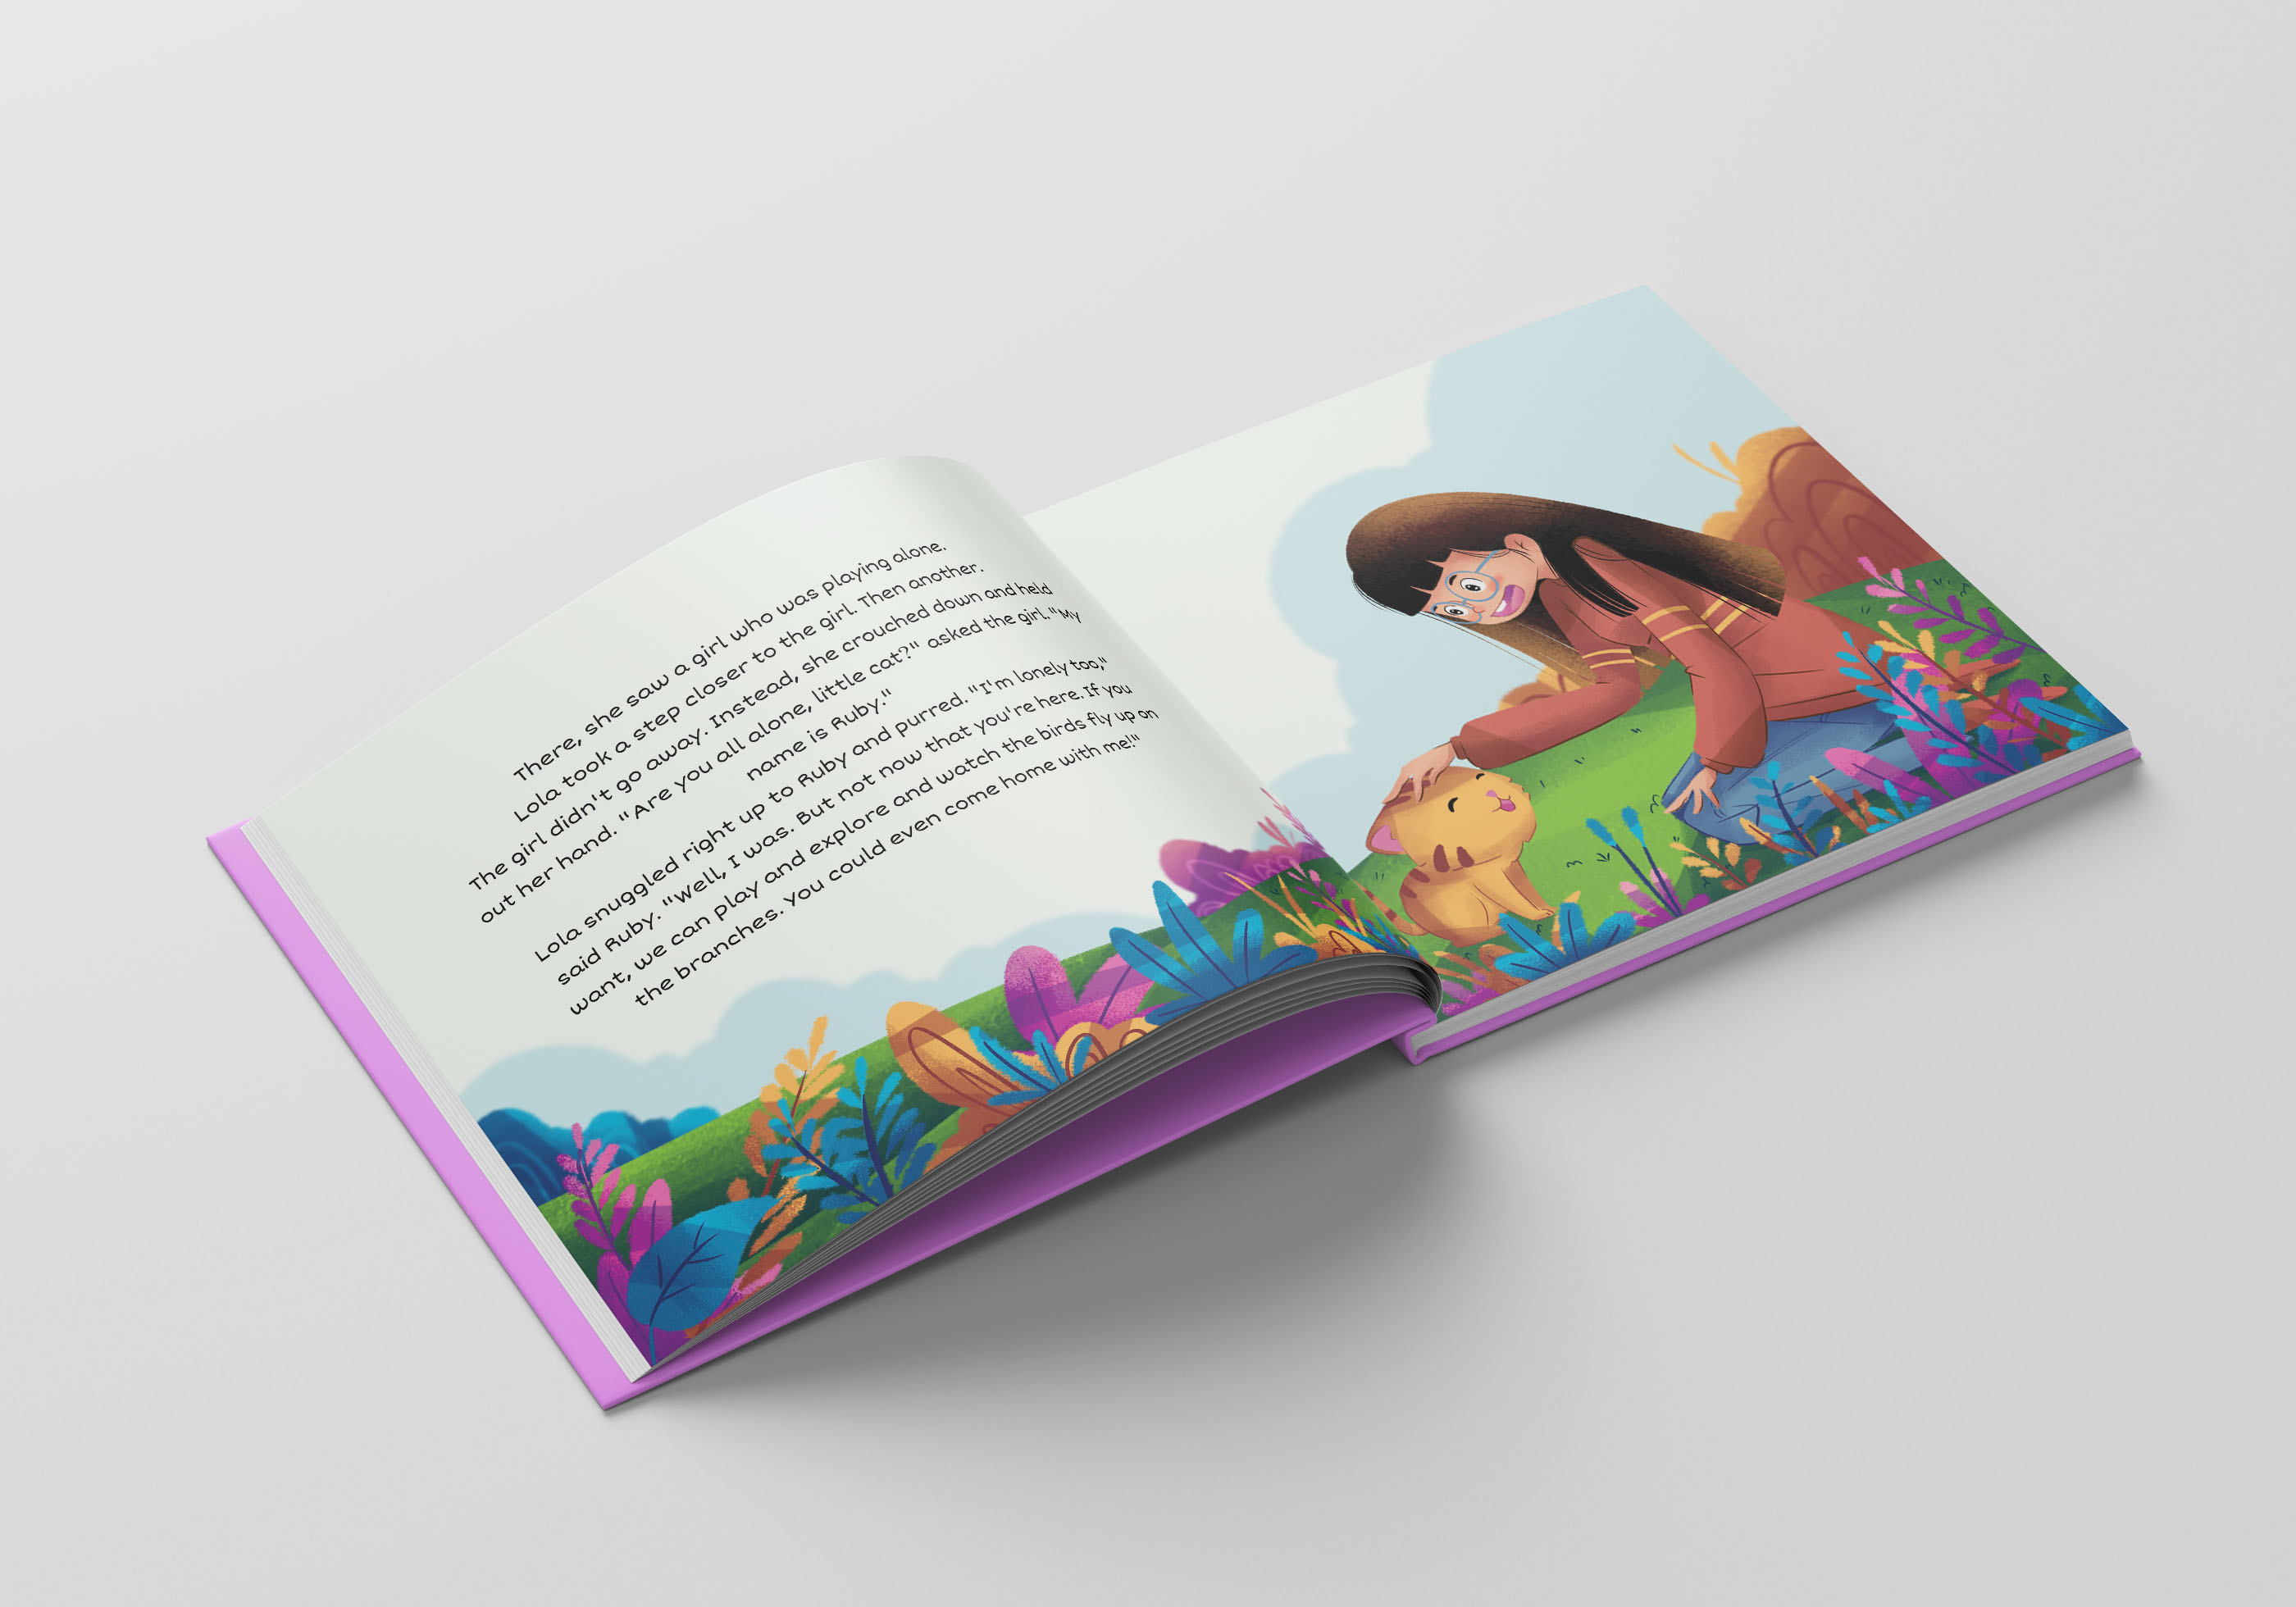 There, she saw a girl who was playing alone.
Lola took a step closer to the girl. Then another.
The girl didn't go away. Instead, she crouched down and held
out her hand. "Are you all alone, little cat?" asked the girl. "My
name is Ruby."
Lola snuggled right up to Ruby and purred. "I'm lonely too,"
said Ruby. "Well, I was. But not now that you're here. If you
want, we can play and explore and watch the birds fly up on
the branches. You could even come home with me!"